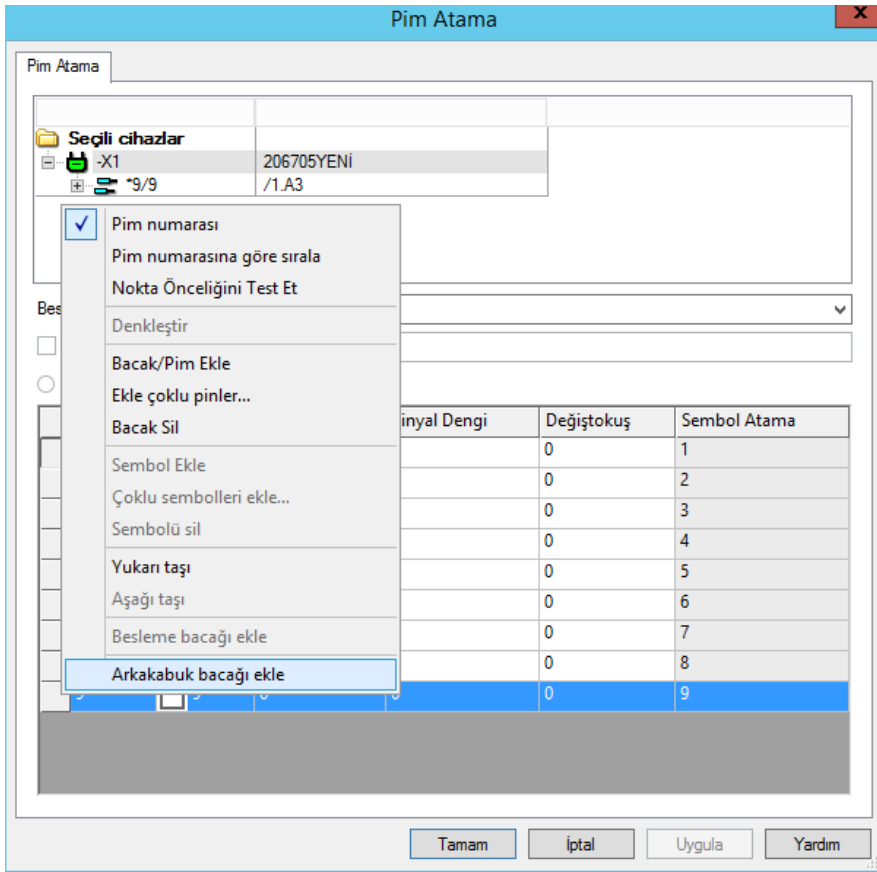 Pim Atama
x
Pim Atama
Seçili cihazlar
-X1 206705YENİ
*9/9 /1.A3
Pim numarası
Pim numarasına göre sırala
Nokta Önceliğini Test Et
Bes
Denkleştir
Bacak/Pim Ekle
Ekle çoklu pinler...
Bacak Sil
inyal Dengi Değiştokuş Sembol Atama
0 1
Sembol Ekle
0 2
Çoklu sembolleri ekle...
0 3
Sembolü sil
0 4
Yukarı taşı
0 5
Aşağı taşı
0 6
Besleme bacağı ekle
0 7
0 8
Arkakabuk bacağı ekle
9 9 0 0 0 9
Tamam İptal Uygula Yardım